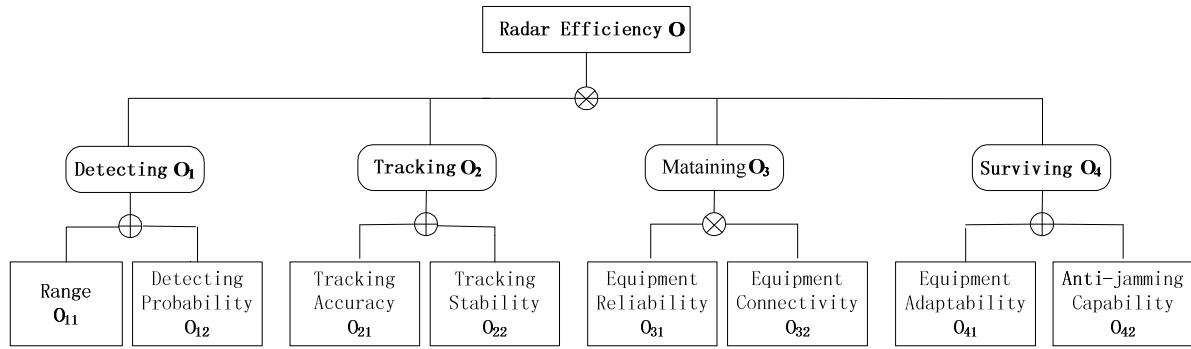 Radar Efficiency O
Detecting O₁
Tracking O₂
Mataining O₃
Surviving O₄
Range
O₁₁
Detecting
Probability
O₁₂
Tracking
Accuracy
O₂₁
Tracking
Stability
O₂₂
Equipment
Reliability
O₃₁
Equipment
Connectivity
O₃₂
Equipment
Adaptability
O₄₁
Anti-jamming
Capability
O₄₂